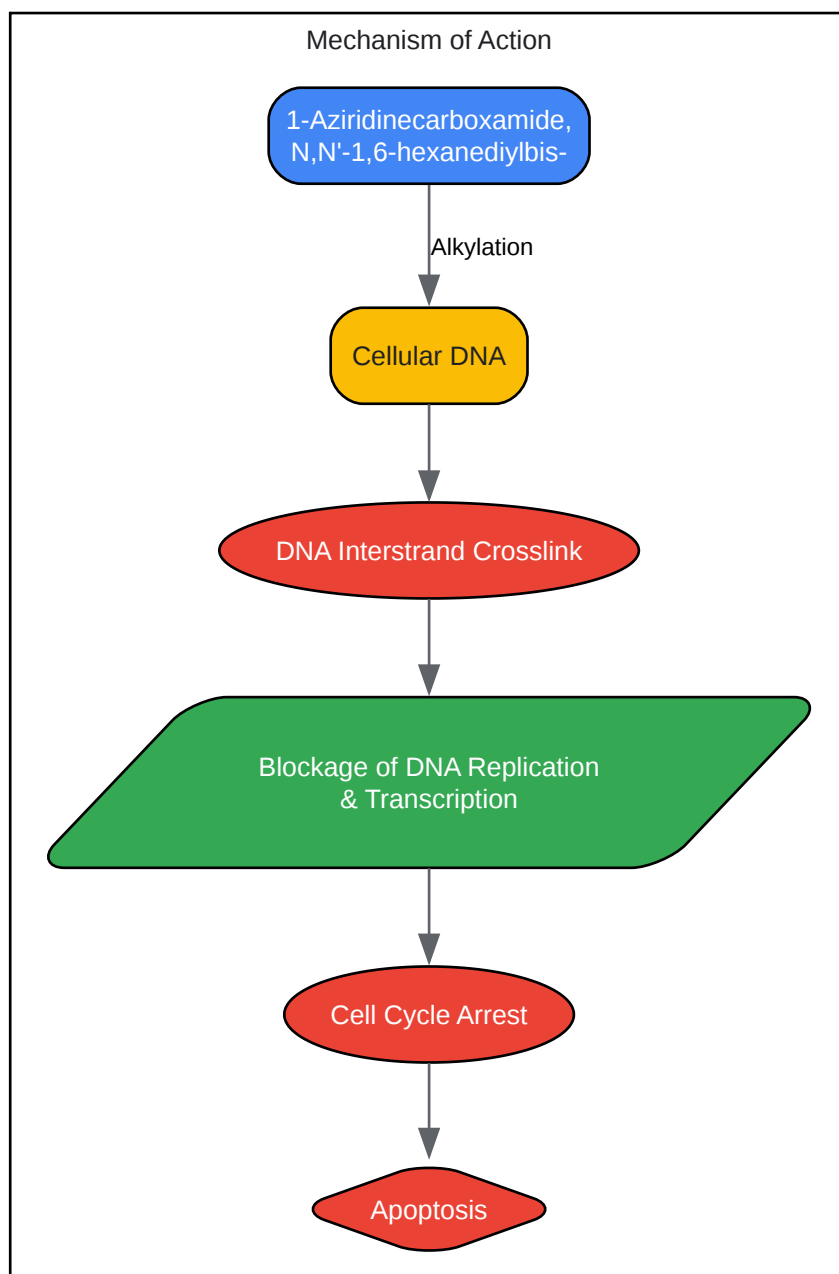 Mechanism of Action
1-Aziridinecarboxamide,
N,N'-1,6-hexanediylbis-
Alkylation
Cellular DNA
DNA Interstrand Crosslink
Blockage of DNA Replication
& Transcription
Cell Cycle Arrest
Apoptosis